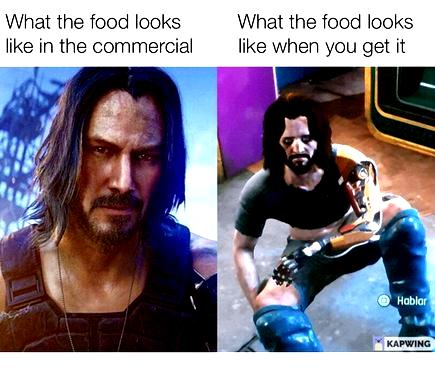 What the food looks
like in the commercial
What the food looks
like when you get it
Hablar
KAPWING